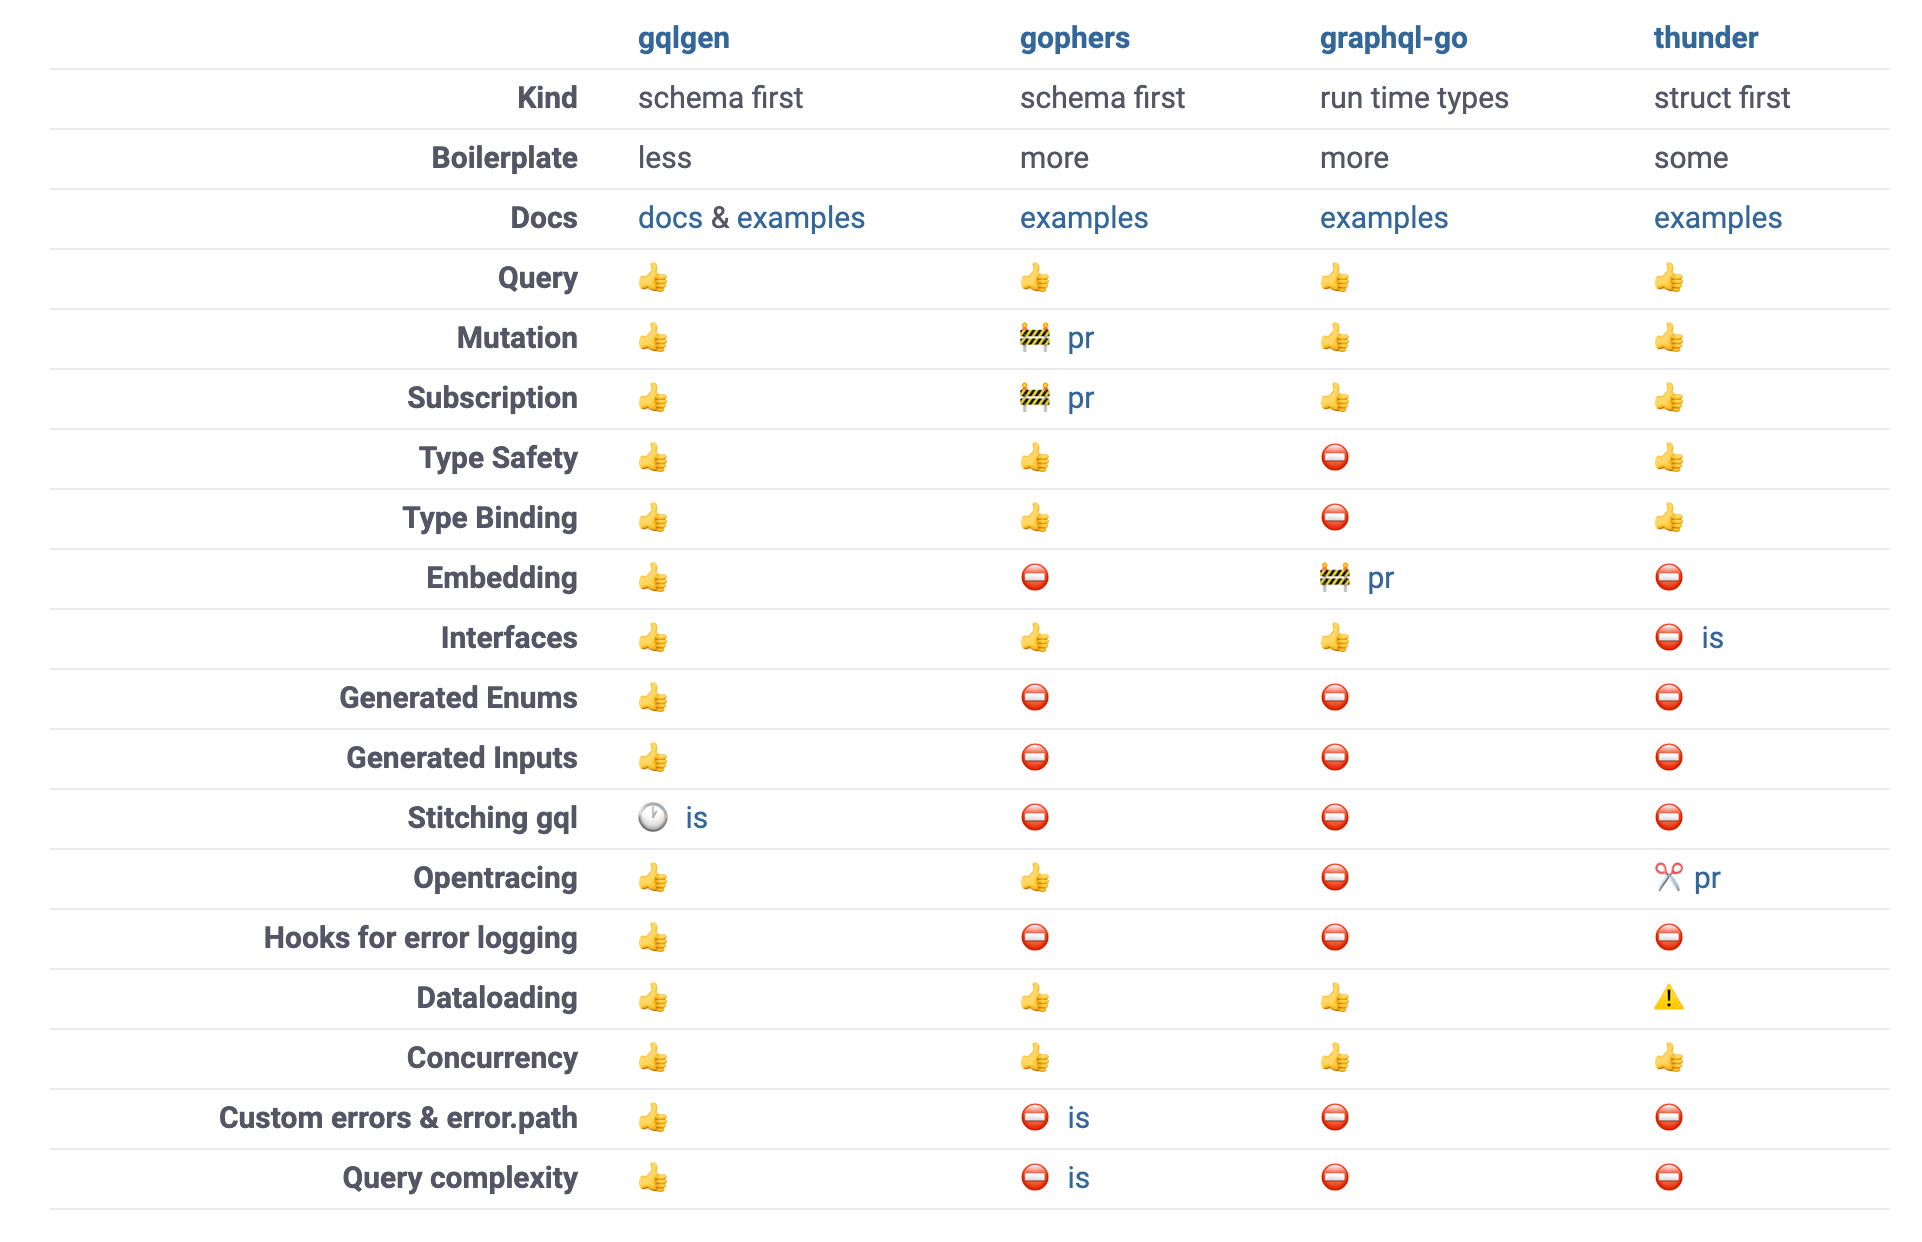 gqlgen gophers graphql-go thunder
Kind schema first schema first run time types struct first
Boilerplate less more more some
Docs docs & examples examples examples examples
Query 👍 👍 👍 👍
Mutation 👍 🚧 pr 👍 👍
Subscription 👍 🚧 pr 👍 👍
Type Safety 👍 👍 ⛔️ 👍
Type Binding 👍 👍 ⛔️ 👍
Embedding 👍 ⛔️ 🚧 pr ⛔️
Interfaces 👍 👍 👍 ⛔️ is
Generated Enums 👍 ⛔️ ⛔️ ⛔️
Generated Inputs 👍 ⛔️ ⛔️ ⛔️
Stitching gql 🕐 is ⛔️ ⛔️ ⛔️
Opentracing 👍 👍 ⛔️ ✂️ pr
Hooks for error logging 👍 ⛔️ ⛔️ ⛔️
Dataloading 👍 👍 👍 ⚠️
Concurrency 👍 👍 👍 👍
Custom errors & error.path 👍 ⛔️ is ⛔️ ⛔️
Query complexity 👍 ⛔️ is ⛔️ ⛔️